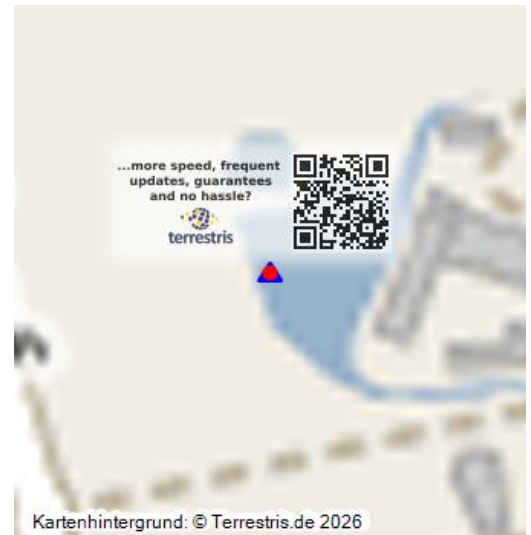 ...more speed, frequent
updates, guarantees
and no hassle?
terrestris
Kartenhintergrund: © Terrestris.de 2026